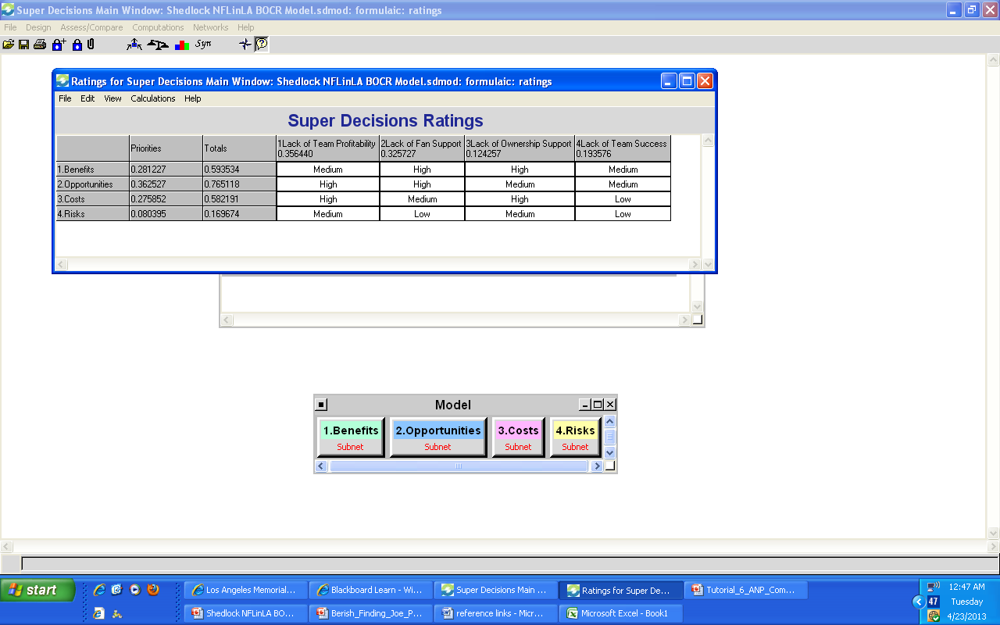 Super Decisions Main Window: Shedlock NFLinLA BOCR Model.sdmod: formulaic: ratings
File Design Assess/Compare Computations Networks Help
Syn
Ratings for Super Decisions Main Window: Shedlock NFLinLA BOCR Model.sdmod: formulaic: ratings
File Edit View Calculations Help
Super Decisions Ratings
Priorities Totals 1Lack of Team Profitability 2Lack of Fan Support 3Lack of Ownership Support 4Lack of Team Success
0.356440 0.325727 0.124257 0.193576
1.Benefits 0.281227 0.593534 Medium High High Medium
2.Opportunities 0.362527 0.765118 High High Medium Medium
3.Costs 0.275852 0.582191 High Medium High Low
4.Risks 0.080395 0.169674 Medium Low Medium Low
Model
1.Benefits 2.Opportunities 3.Costs 4.Risks
Subnet Subnet Subnet Subnet
start Los Angeles Memorial... Blackboard Learn - Wi... Super Decisions Main ... Ratings for Super De... Tutorial_6_ANP_Com... 12:47 AM
47 Tuesday
Shedlock NFLinLA BO... Berish_Finding_Joe_P... reference links - Micr... Microsoft Excel - Book1 4/23/2013